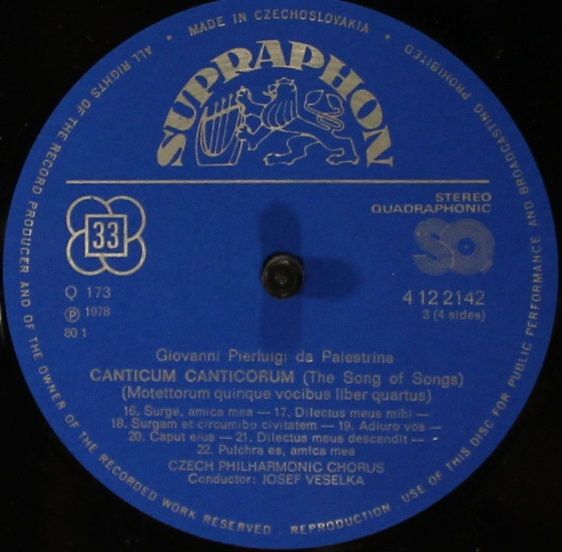 MADE IN CZECHOSLOVAKIA • ALL RIGHTS OF THE RECORD PRODUCER AND OF THE OWNER OF THE RECORDED WORK RESERVED . REPRODUCTION. USE OF THIS DISC FOR PUBLIC PERFORMANCE AND BROADCASTING PROHIBITED •
SUPRAPHON
STEREO
QUADRAPHONIC
33
SQ
Q 173
4 12 2142
Ⓟ 1978
3 (4 sides)
80 1
Giovanni Pierluigi da Palestrina
CANTICUM CANTICORUM (The Song of Songs)
(Motettorum quinque vocibus liber quartus)
16. Surge, amica mea — 17. Dilectus meus mihi —
18. Surgam et circumibo civitatem — 19. Adiuro vos —
20. Caput eius — 21. Dilectus meus descendit —
22. Pulchra es, amica mea
CZECH PHILHARMONIC CHORUS
Conductor: JOSEF VESELKA